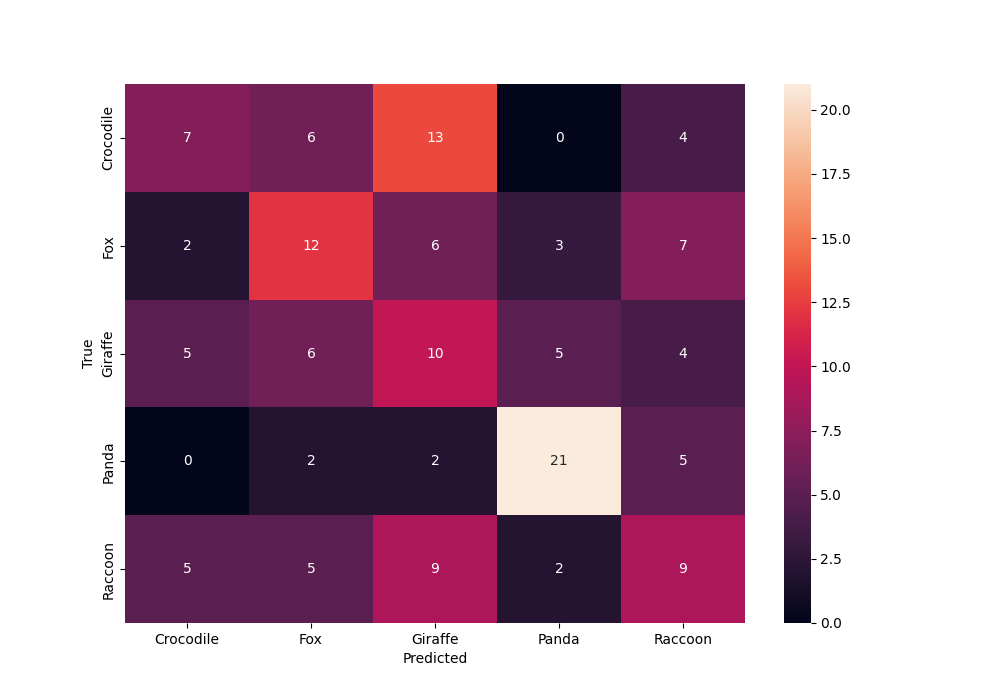 Crocodile 7 6 13 0 4
Fox 2 12 6 3 7
Giraffe 5 6 10 5 4
Panda 0 2 2 21 5
Raccoon 5 5 9 2 9
True
Crocodile Fox Giraffe Panda Raccoon
Predicted
20.0
17.5
15.0
12.5
10.0
7.5
5.0
2.5
0.0